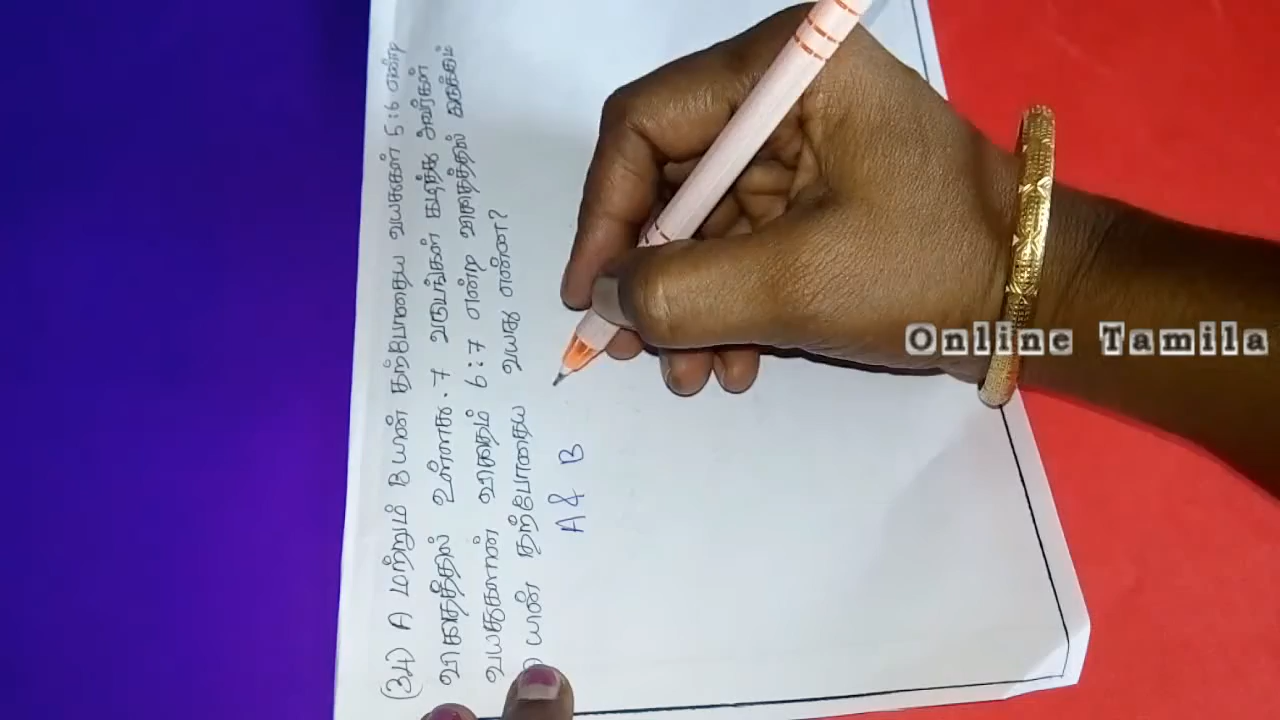 (34) A மற்றும் B யின் தற்போதைய வயதுகள் 5:6 என்ற
விகிதத்தில் உள்ளது. 7 வருடங்கள் கழித்து அவர்கள்
வயதுகளின் விகிதம் 6:7 என்ற விகிதத்தில் இருக்கும்
யின் தற்போதைய வயது என்ன?
A & B
Online Tamila